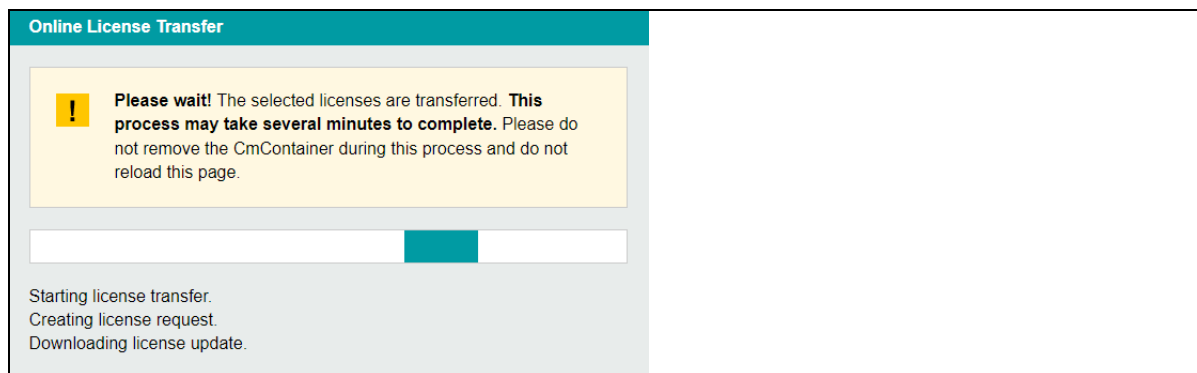 Online License Transfer
!
Please wait! The selected licenses are transferred. This
process may take several minutes to complete. Please do
not remove the CmContainer during this process and do not
reload this page.
Starting license transfer.
Creating license request.
Downloading license update.